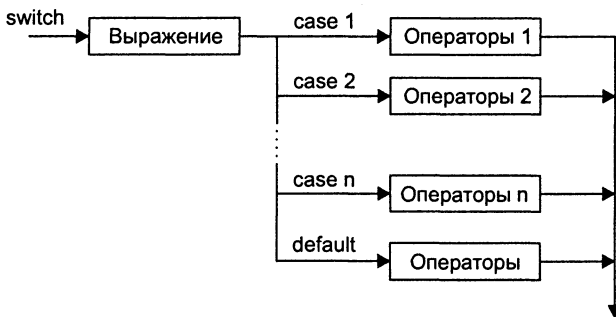 switch
Выражение
case 1
Операторы 1
case 2
Операторы 2
case n
Операторы n
default
Операторы